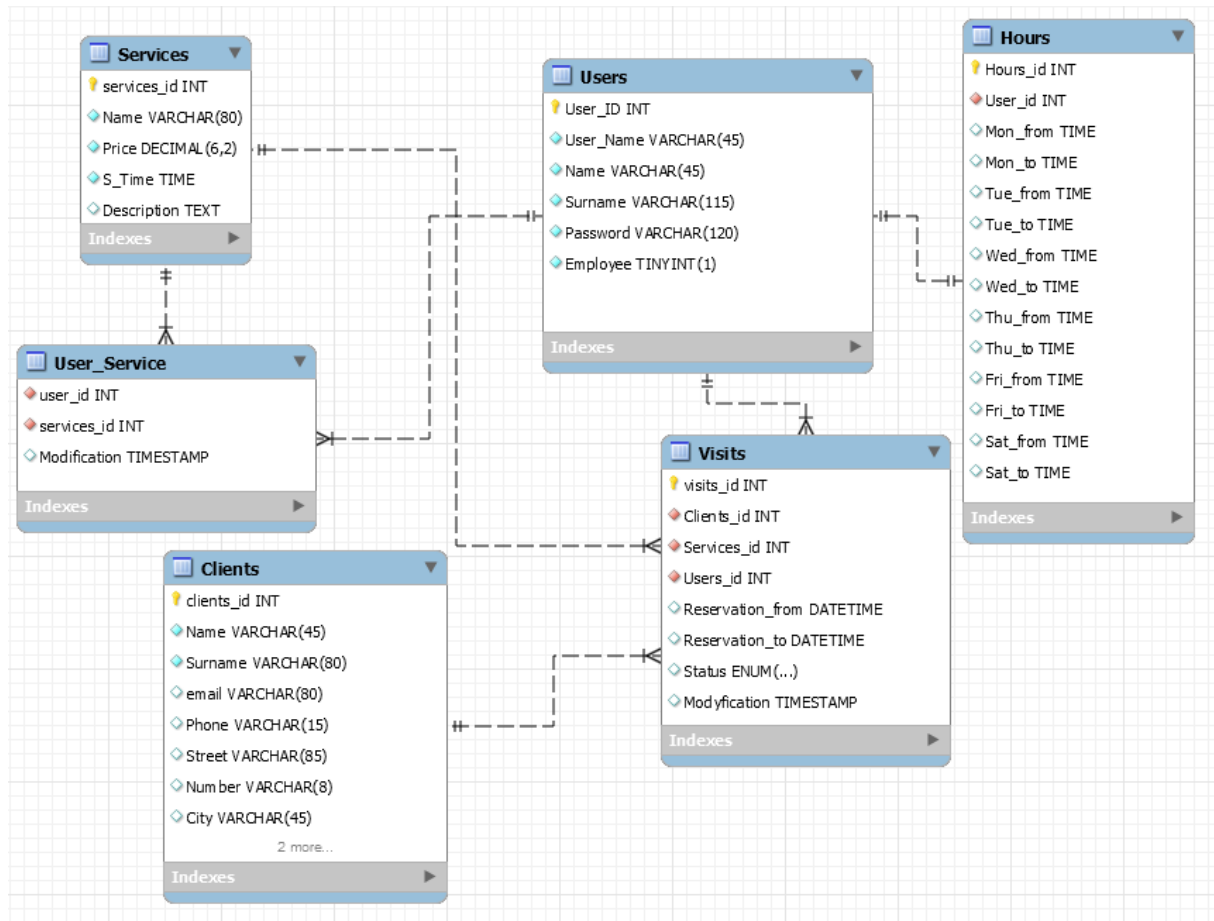 Services
services_id INT
Name VARCHAR(80)
Price DECIMAL(6,2)
S_Time TIME
Description TEXT
Indexes
Users
User_ID INT
User_Name VARCHAR(45)
Name VARCHAR(45)
Surname VARCHAR(115)
Password VARCHAR(120)
Employee TINYINT(1)
Indexes
Hours
Hours_id INT
User_id INT
Mon_from TIME
Mon_to TIME
Tue_from TIME
Tue_to TIME
Wed_from TIME
Wed_to TIME
Thu_from TIME
Thu_to TIME
Fri_from TIME
Fri_to TIME
Sat_from TIME
Sat_to TIME
Indexes
User_Service
user_id INT
services_id INT
Modification TIMESTAMP
Indexes
Visits
visits_id INT
Clients_id INT
Services_id INT
Users_id INT
Reservation_from DATETIME
Reservation_to DATETIME
Status ENUM(...)
Modyfication TIMESTAMP
Indexes
Clients
clients_id INT
Name VARCHAR(45)
Surname VARCHAR(80)
email VARCHAR(80)
Phone VARCHAR(15)
Street VARCHAR(85)
Number VARCHAR(8)
City VARCHAR(45)
2 more...
Indexes